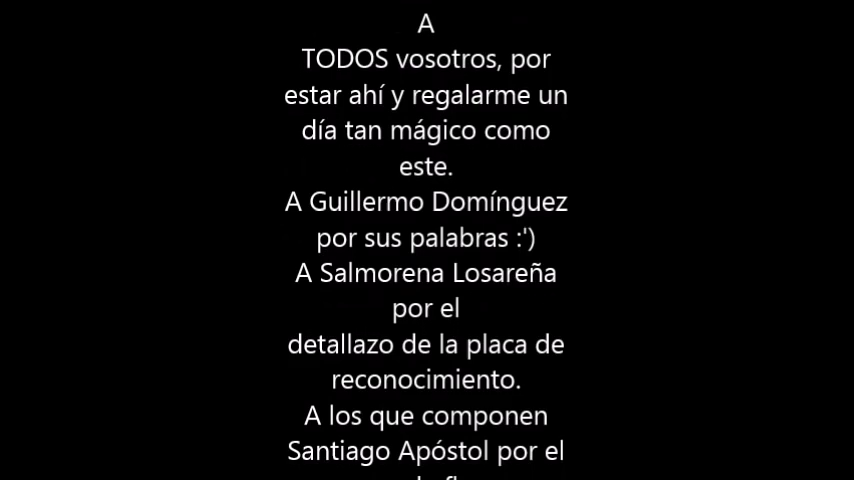 A
TODOS vosotros, por
estar ahí y regalarme un
día tan mágico como
este.
A Guillermo Domínguez
por sus palabras :')
A Salmorena Losareña
por el
detallazo de la placa de
reconocimiento.
A los que componen
Santiago Apóstol por el